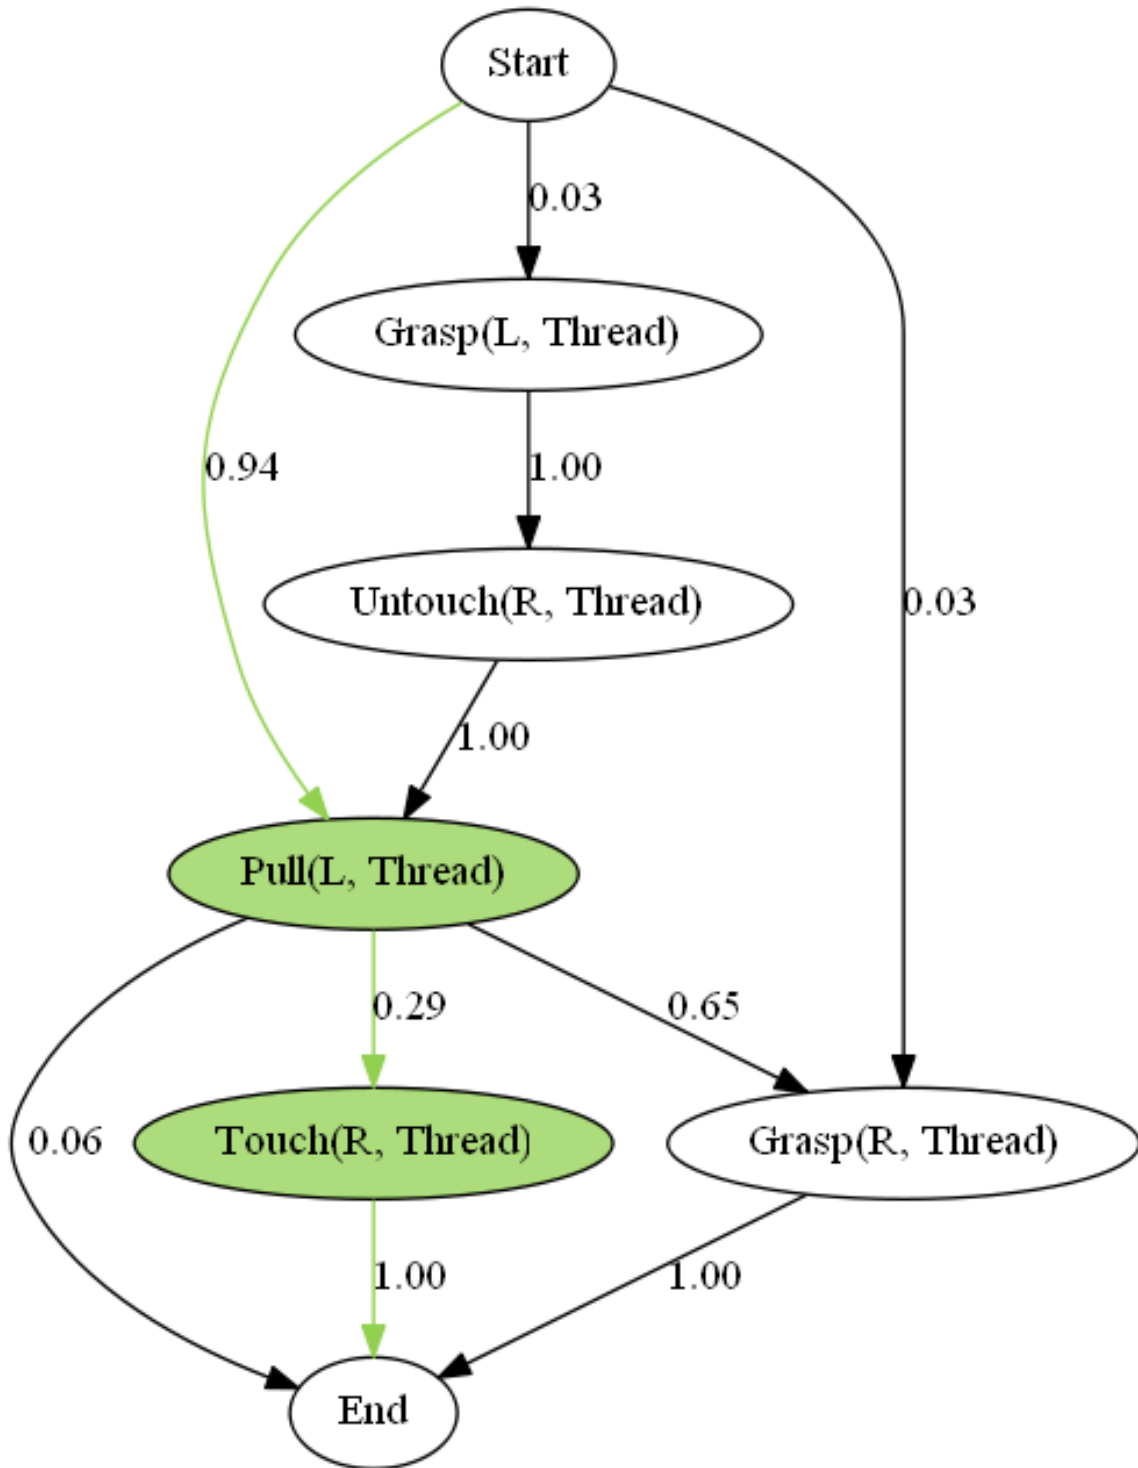 Start
0.03
Grasp(L, Thread)
0.94
1.00
Untouch(R, Thread)
0.03
1.00
Pull(L, Thread)
0.29
0.65
0.06
Touch(R, Thread)
Grasp(R, Thread)
1.00
1.00
End